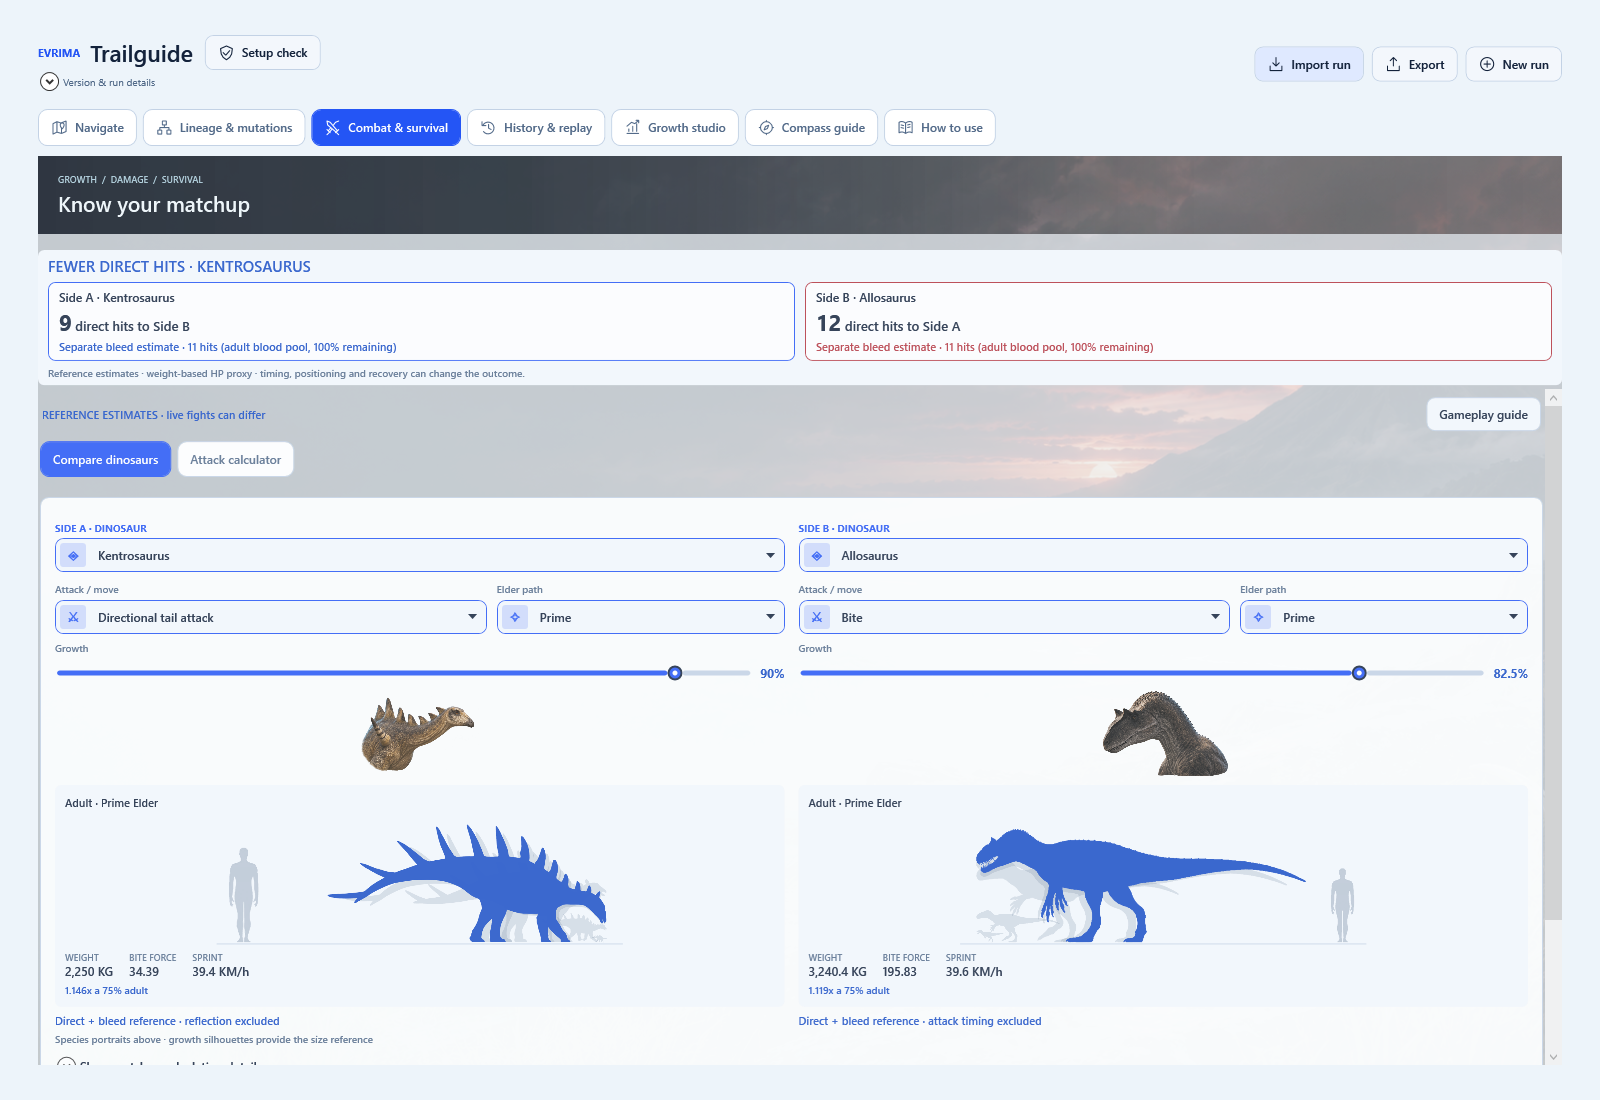 EVRIMA Trailguide
Setup check
Version & run details
Import run
Export
New run
Navigate
Lineage & mutations
Combat & survival
History & replay
Growth studio
Compass guide
How to use
GROWTH / DAMAGE / SURVIVAL
Know your matchup
FEWER DIRECT HITS · KENTROSAURUS
Side A · Kentrosaurus
9 direct hits to Side B
Separate bleed estimate · 11 hits (adult blood pool, 100% remaining)
Side B · Allosaurus
12 direct hits to Side A
Separate bleed estimate · 11 hits (adult blood pool, 100% remaining)
Reference estimates · weight-based HP proxy · timing, positioning and recovery can change the outcome.
REFERENCE ESTIMATES · live fights can differ
Gameplay guide
Compare dinosaurs
Attack calculator
SIDE A · DINOSAUR
Kentrosaurus
Attack / move
Directional tail attack
Elder path
Prime
Growth
90%
SIDE B · DINOSAUR
Allosaurus
Attack / move
Bite
Elder path
Prime
Growth
82.5%
Adult · Prime Elder
WEIGHT BITE FORCE SPRINT
2,250 KG 34.39 39.4 KM/h
1.146x a 75% adult
Direct + bleed reference · reflection excluded
Species portraits above · growth silhouettes provide the size reference
Adult · Prime Elder
WEIGHT BITE FORCE SPRINT
3,240.4 KG 195.83 39.6 KM/h
1.119x a 75% adult
Direct + bleed reference · attack timing excluded